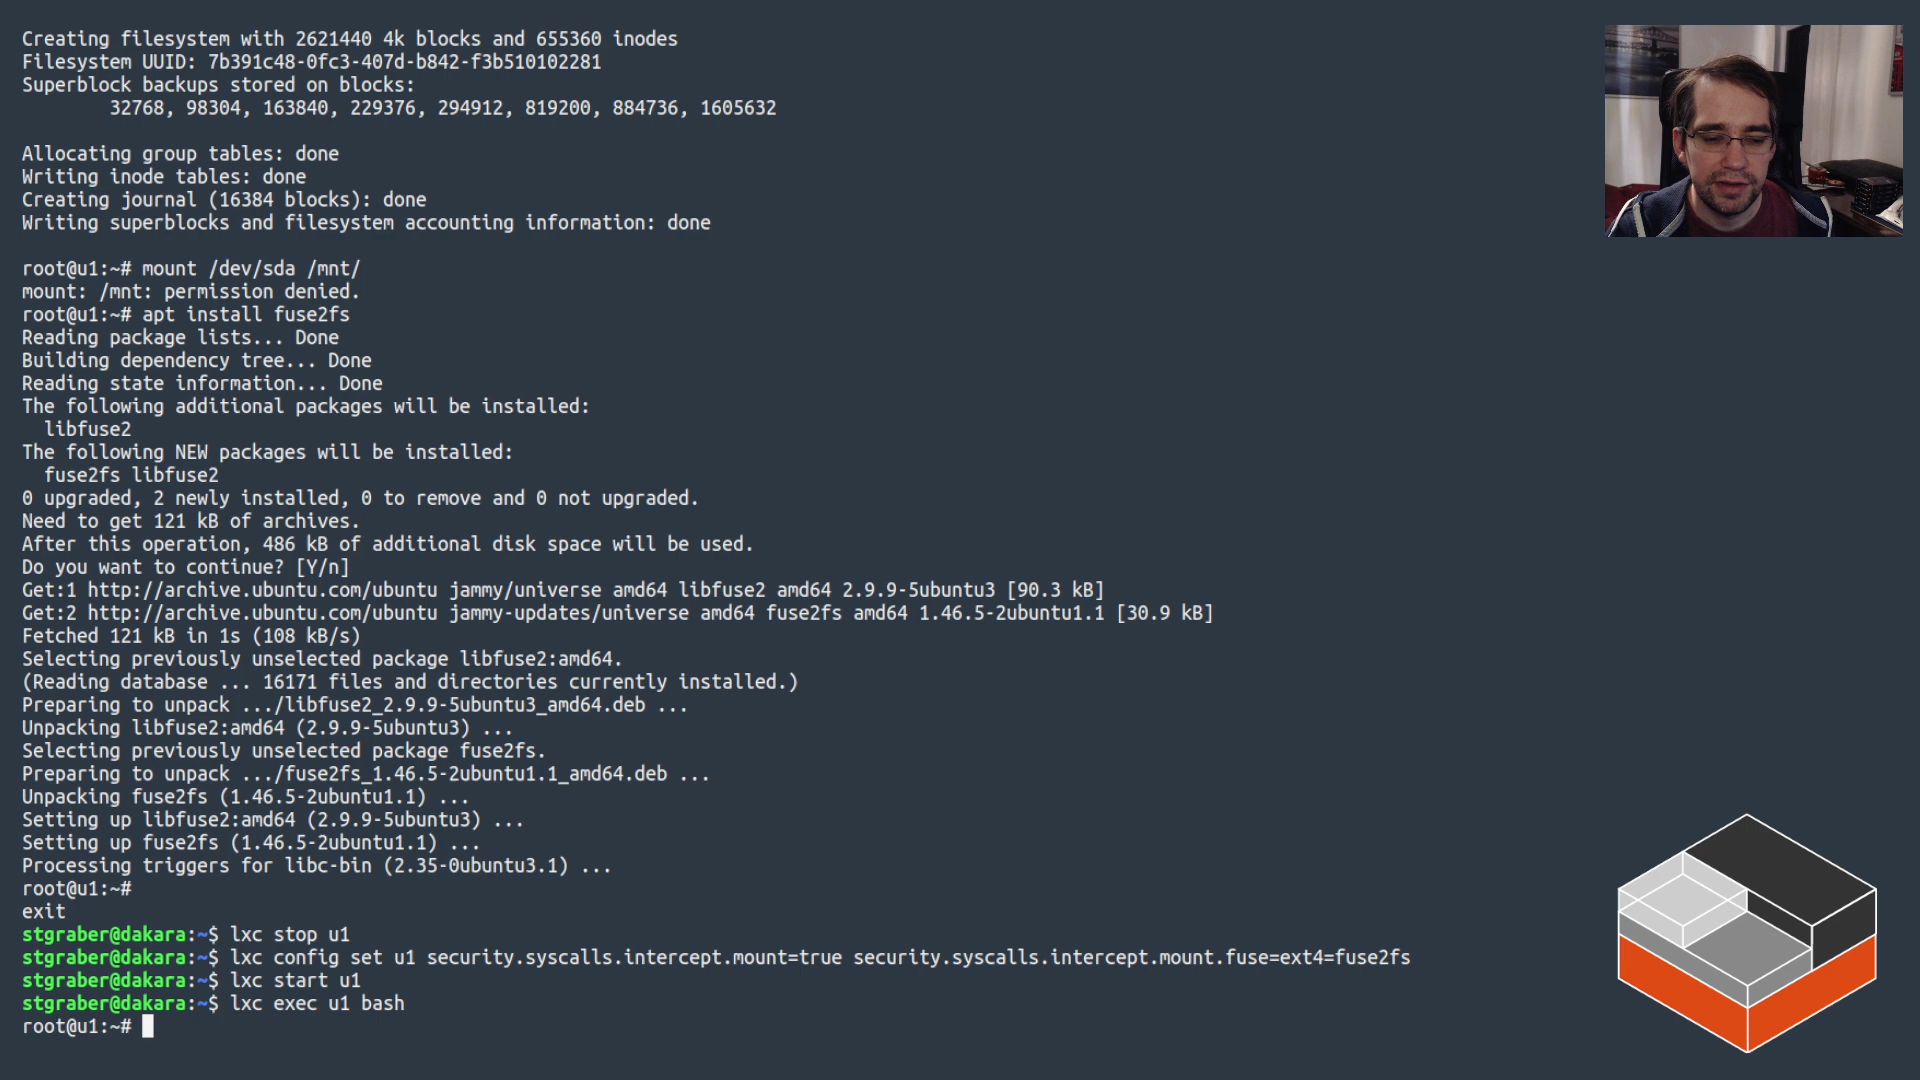 Creating filesystem with 2621440 4k blocks and 655360 inodes
Filesystem UUID: 7b391c48-0fc3-407d-b842-f3b510102281
Superblock backups stored on blocks:
        32768, 98304, 163840, 229376, 294912, 819200, 884736, 1605632
Allocating group tables: done
Writing inode tables: done
Creating journal (16384 blocks): done
Writing superblocks and filesystem accounting information: done
root@u1:~# mount /dev/sda /mnt/
mount: /mnt: permission denied.
root@u1:~# apt install fuse2fs
Reading package lists... Done
Building dependency tree... Done
Reading state information... Done
The following additional packages will be installed:
  libfuse2
The following NEW packages will be installed:
  fuse2fs libfuse2
0 upgraded, 2 newly installed, 0 to remove and 0 not upgraded.
Need to get 121 kB of archives.
After this operation, 486 kB of additional disk space will be used.
Do you want to continue? [Y/n]
Get:1 http://archive.ubuntu.com/ubuntu jammy/universe amd64 libfuse2 amd64 2.9.9-5ubuntu3 [90.3 kB]
Get:2 http://archive.ubuntu.com/ubuntu jammy-updates/universe amd64 fuse2fs amd64 1.46.5-2ubuntu1.1 [30.9 kB]
Fetched 121 kB in 1s (108 kB/s)
Selecting previously unselected package libfuse2:amd64.
(Reading database ... 16171 files and directories currently installed.)
Preparing to unpack .../libfuse2_2.9.9-5ubuntu3_amd64.deb ...
Unpacking libfuse2:amd64 (2.9.9-5ubuntu3) ...
Selecting previously unselected package fuse2fs.
Preparing to unpack .../fuse2fs_1.46.5-2ubuntu1.1_amd64.deb ...
Unpacking fuse2fs (1.46.5-2ubuntu1.1) ...
Setting up libfuse2:amd64 (2.9.9-5ubuntu3) ...
Setting up fuse2fs (1.46.5-2ubuntu1.1) ...
Processing triggers for libc-bin (2.35-0ubuntu3.1) ...
root@u1:~#
exit
stgraber@dakara:~$ lxc stop u1
stgraber@dakara:~$ lxc config set u1 security.syscalls.intercept.mount=true security.syscalls.intercept.mount.fuse=ext4=fuse2fs
stgraber@dakara:~$ lxc start u1
stgraber@dakara:~$ lxc exec u1 bash
root@u1:~#